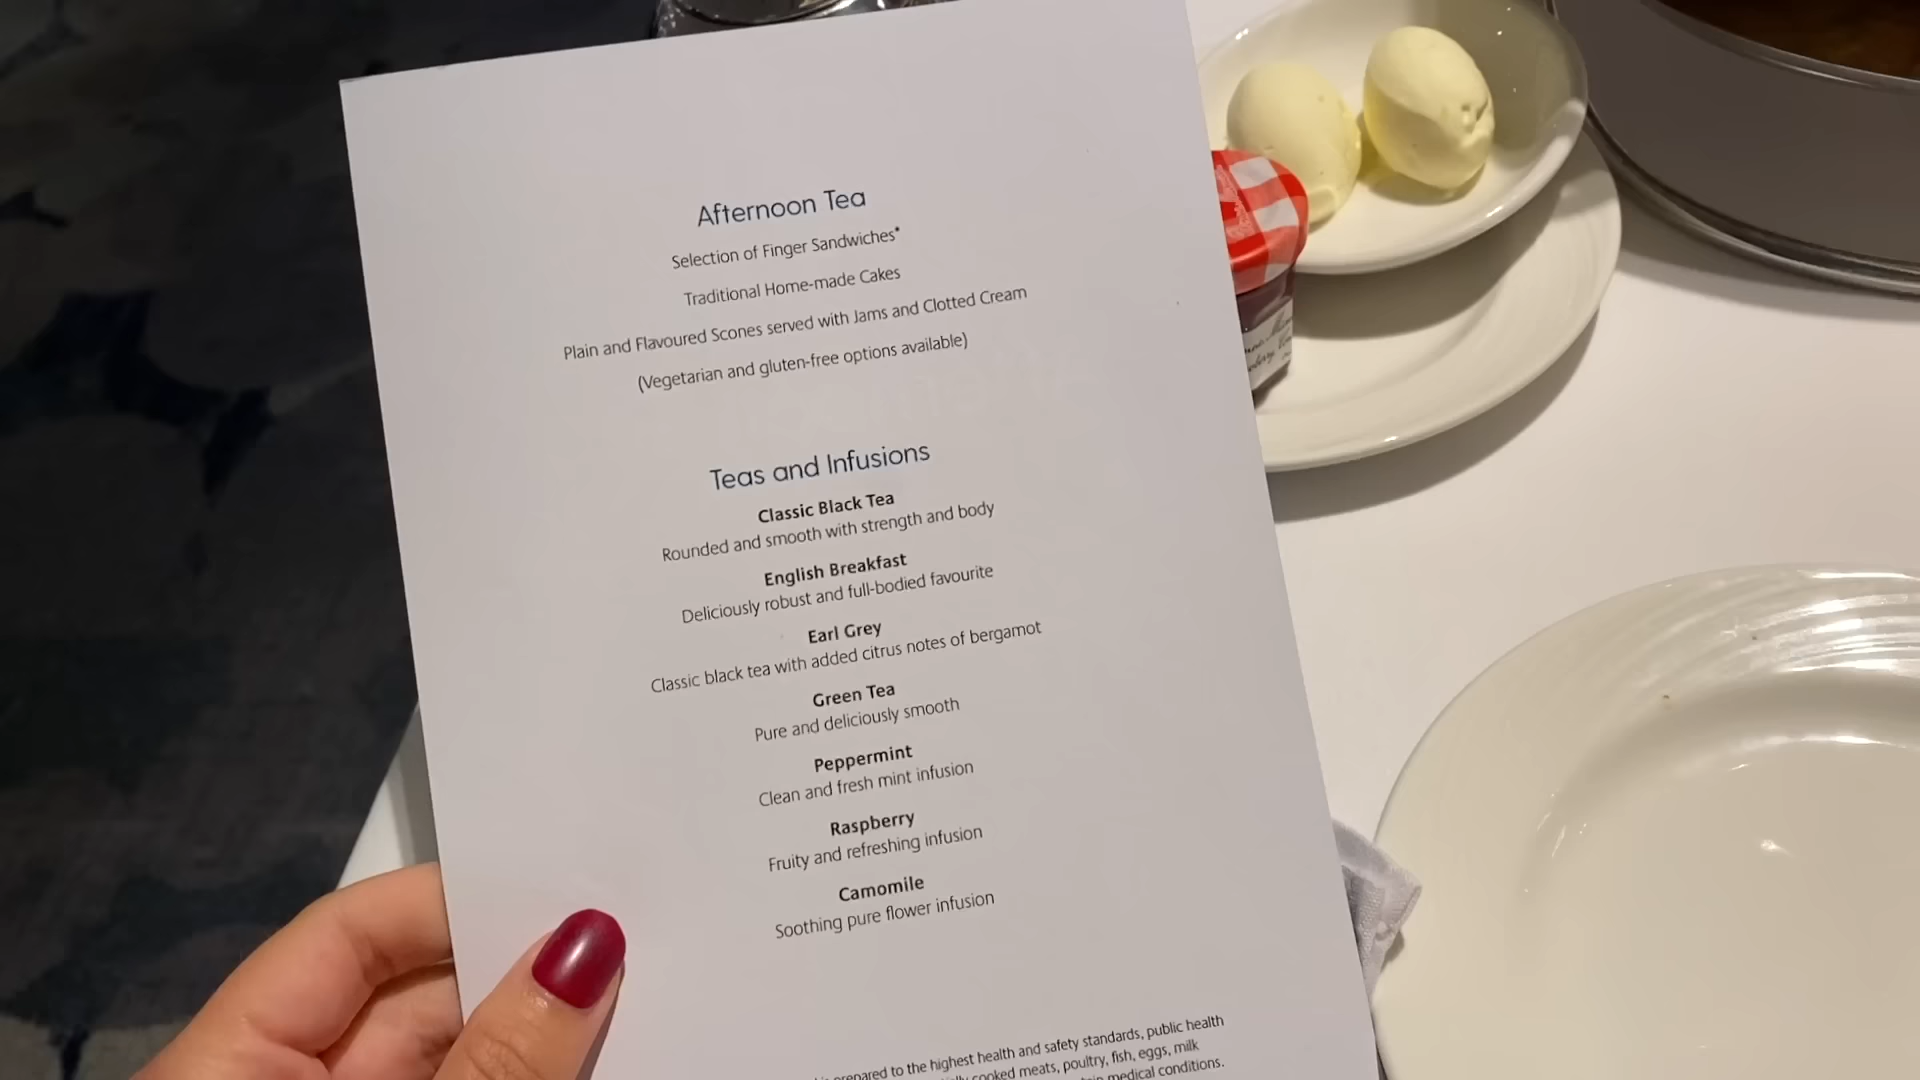 Afternoon Tea
Selection of Finger Sandwiches*
Traditional Home-made Cakes
Plain and Flavoured Scones served with Jams and Clotted Cream
(Vegetarian and gluten-free options available)
Teas and Infusions
Classic Black Tea
Rounded and smooth with strength and body
English Breakfast
Deliciously robust and full-bodied favourite
Earl Grey
Classic black tea with added citrus notes of bergamot
Green Tea
Pure and deliciously smooth
Peppermint
Clean and fresh mint infusion
Raspberry
Fruity and refreshing infusion
Camomile
Soothing pure flower infusion
prepared to the highest health and safety standards, public health
cooked meats, poultry, fish, eggs, milk
medical conditions.